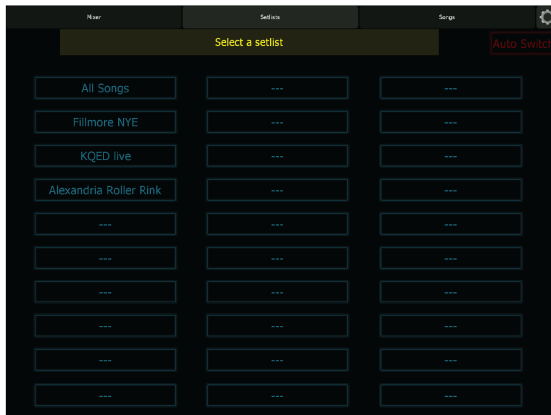 Mixer Setlists Songs
Select a setlist Auto Switch
All Songs --- ---
Fillmore NYE --- ---
KQED live --- ---
Alexandria Roller Rink --- ---
--- --- ---
--- --- ---
--- --- ---
--- --- ---
--- --- ---
--- --- ---